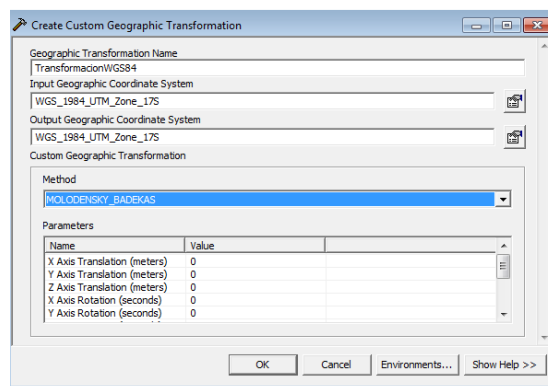 Create Custom Geographic Transformation
Geographic Transformation Name
TransformacionWGS84
Input Geographic Coordinate System
WGS_1984_UTM_Zone_17S
Output Geographic Coordinate System
WGS_1984_UTM_Zone_17S
Custom Geographic Transformation
Method
MOLODENSKY_BADEKAS
Parameters
Name Value
X Axis Translation (meters) 0
Y Axis Translation (meters) 0
Z Axis Translation (meters) 0
X Axis Rotation (seconds) 0
Y Axis Rotation (seconds) 0
OK Cancel Environments... Show Help >>